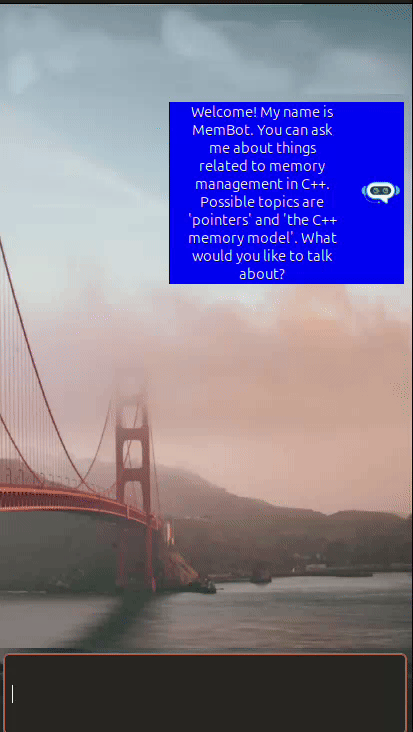 Welcome! My name is
MemBot. You can ask
me about things
related to memory
management in C++.
Possible topics are
'pointers' and 'the C++
memory model'. What
would you like to talk
about?